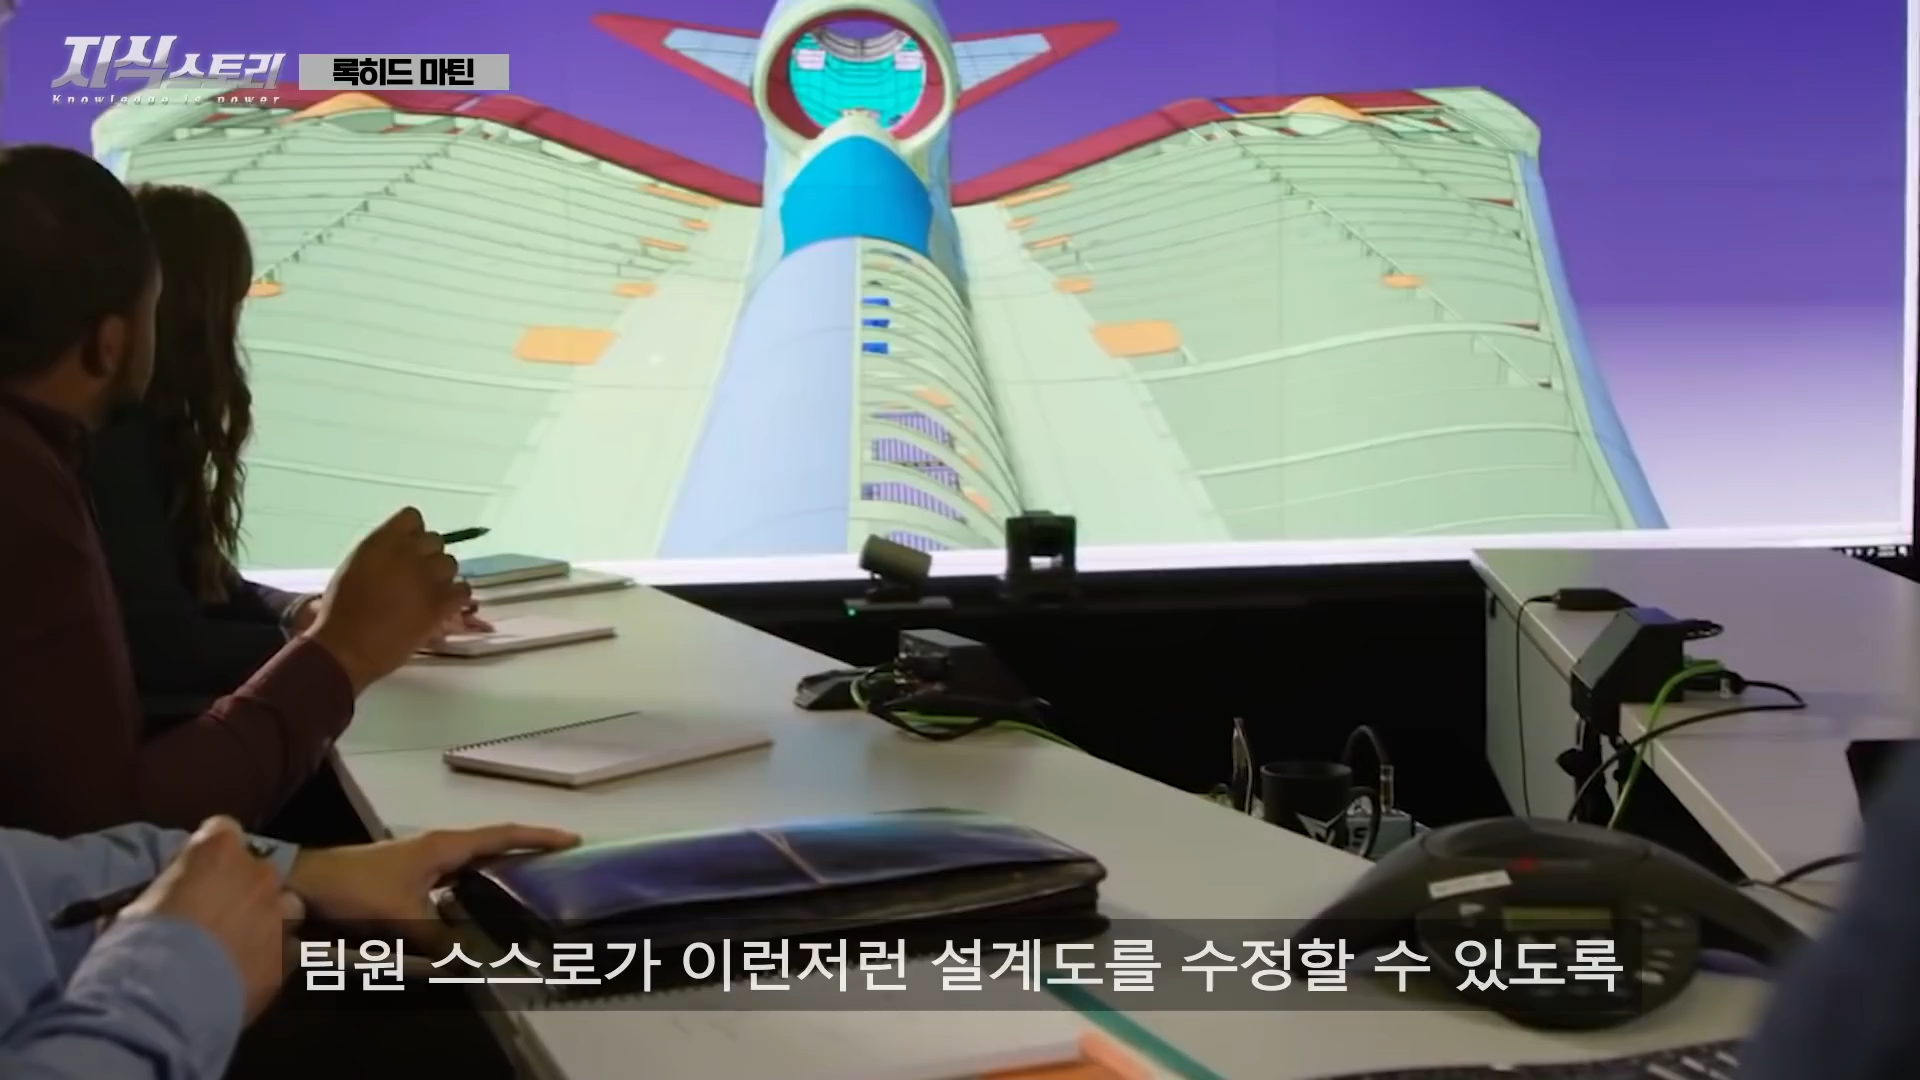 지식스토리
Knowledge is power
록히드 마틴
팀원 스스로가 이런저런 설계도를 수정할 수 있도록